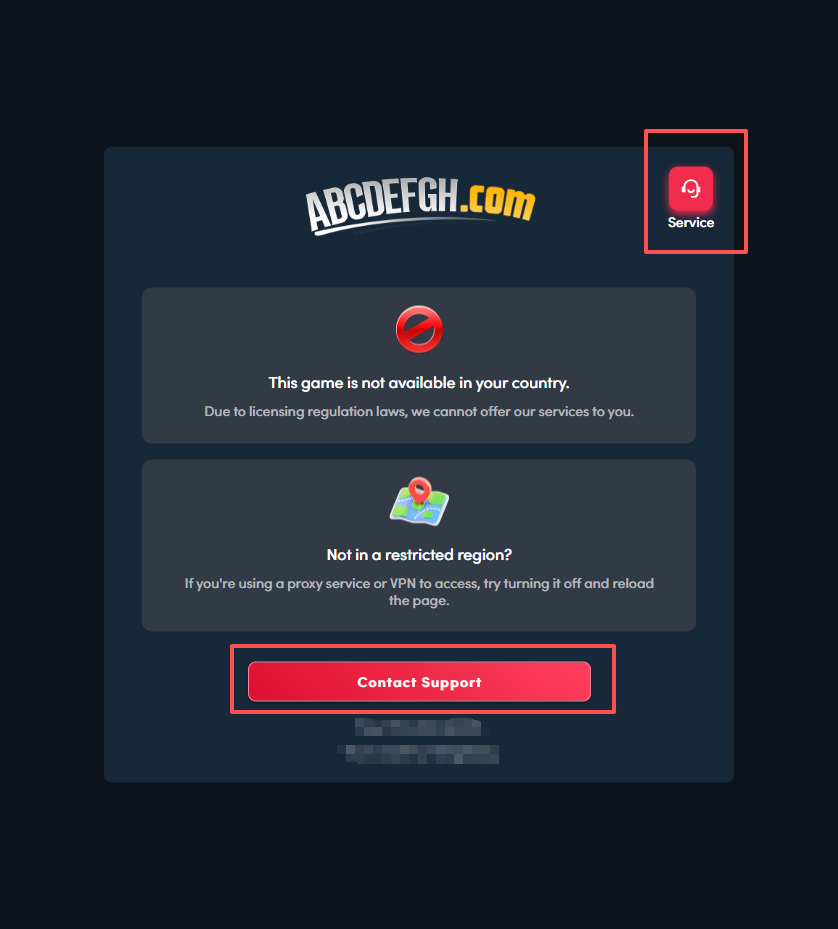 ABCDEFGH.com
Service
This game is not available in your country.
Due to licensing regulation laws, we cannot offer our services to you.
Not in a restricted region?
If you're using a proxy service or VPN to access, try turning it off and reload
the page.
Contact Support